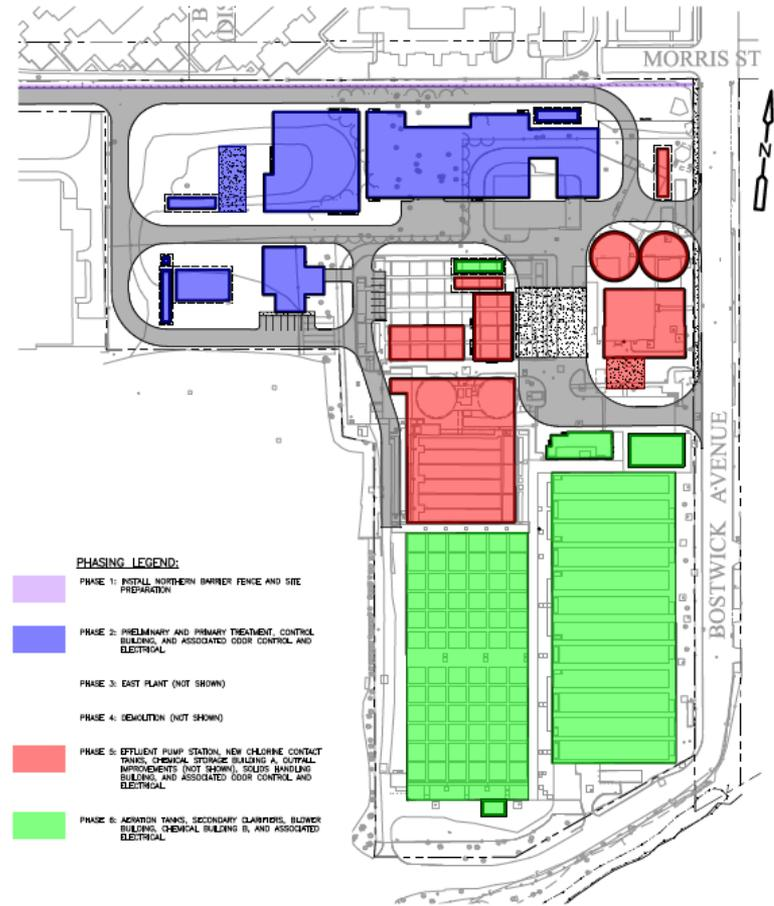 MORRIS ST
N
BOSTWICK AVENUE
PHASING LEGEND:
PHASE 1: INSTALL NORTHERN BARRIER FENCE AND SITE
PREPARATION
PHASE 2: PRELIMINARY AND PRIMARY TREATMENT, CONTROL
BUILDING, AND ASSOCIATED ODOR CONTROL AND
ELECTRICAL
PHASE 3: EAST PLANT (NOT SHOWN)
PHASE 4: DEMOLITION (NOT SHOWN)
PHASE 5: EFFLUENT PUMP STATION, NEW CHLORINE CONTACT
TANKS, CHEMICAL STORAGE BUILDING A, OUTFALL
IMPROVEMENTS (NOT SHOWN), SOLIDS HANDLING
BUILDING, AND ASSOCIATED ODOR CONTROL AND
ELECTRICAL
PHASE 6: AERATION TANKS, SECONDARY CLARIFIERS, BLOWER
BUILDING, CHEMICAL BUILDING B, AND ASSOCIATED
ELECTRICAL